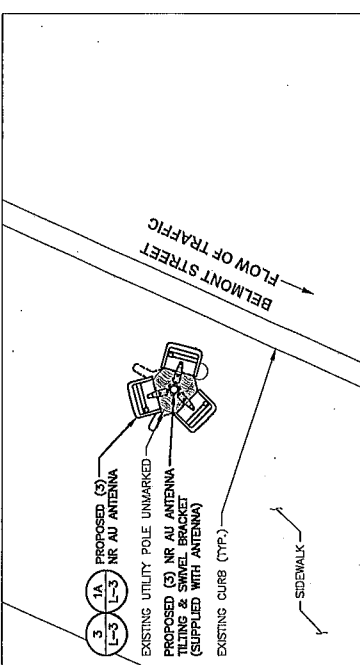 3
L-3
1A
L-3
PROPOSED (3)
NR AU ANTENNA
EXISTING UTILITY POLE UNMARKED
PROPOSED (3) NR AU ANTENNA
TILTING & SWIVEL BRACKET
(SUPPLIED WITH ANTENNA)
EXISTING CURB (TYP.)
SIDEWALK
BELMONT STREET
FLOW OF TRAFFIC